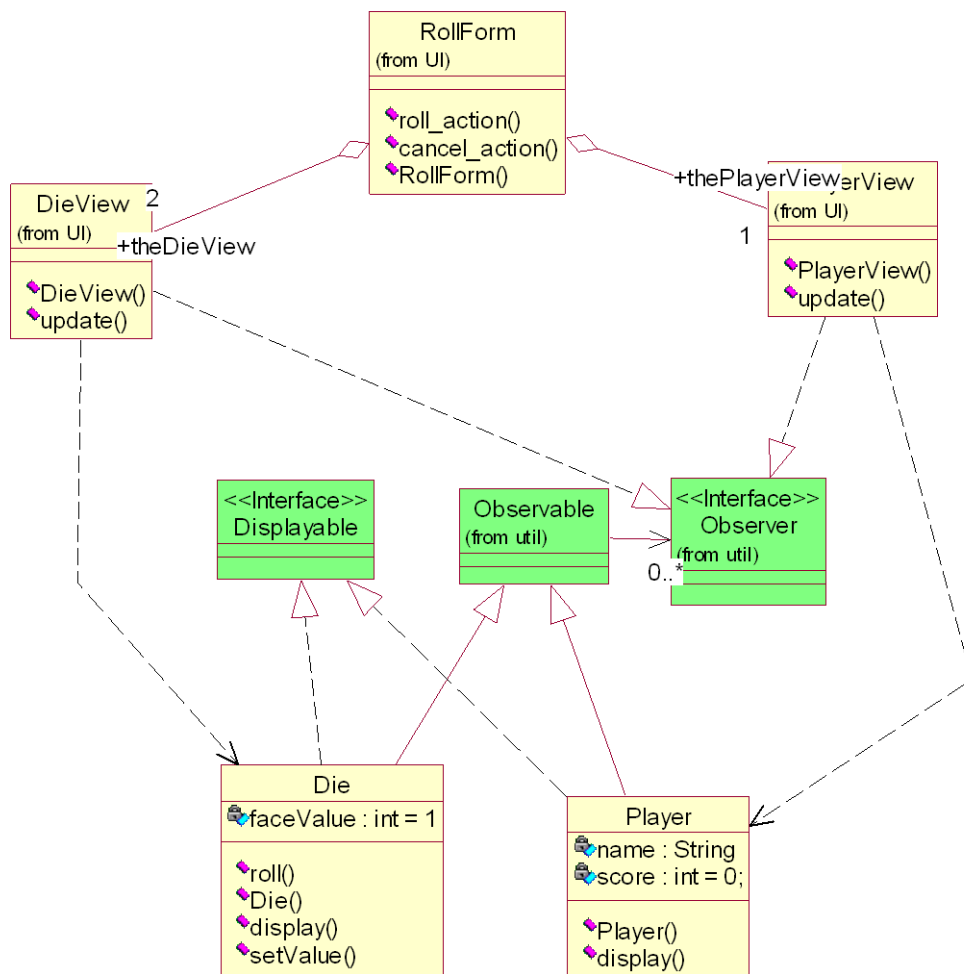 RollForm
(from UI)
roll_action()
cancel_action()
RollForm()
DieView
(from UI)
DieView()
update()
2
+theDieView
+thePlayerView
yerView
(from UI)
1
PlayerView()
update()
<<Interface>>
Displayable
Observable
(from util)
<<Interface>>
Observer
(from util)
0..*
Die
faceValue : int = 1
roll()
Die()
display()
setValue()
Player
name : String
score : int = 0;
Player()
display()